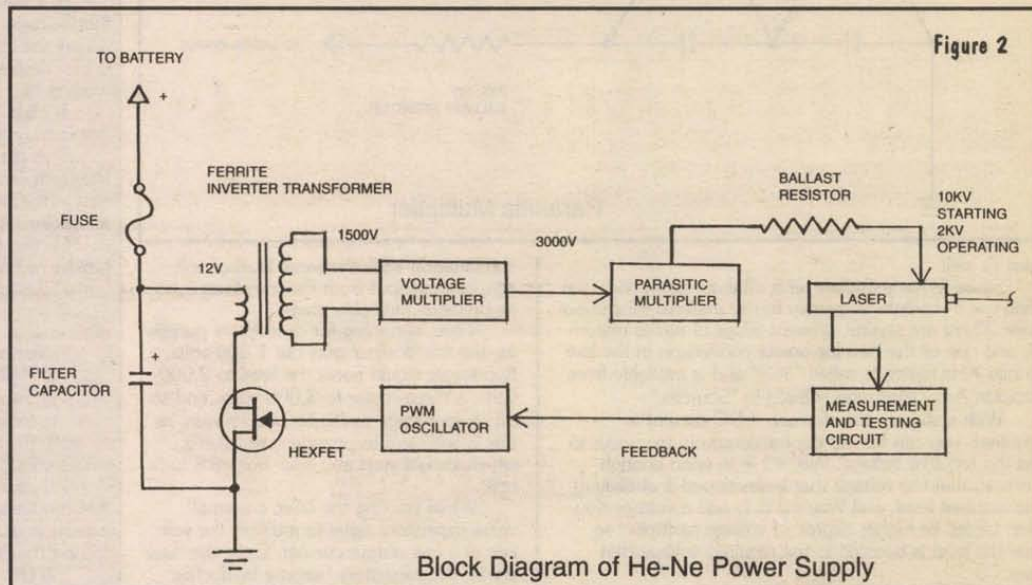 Figure 2
TO BATTERY
+
FERRITE
INVERTER TRANSFORMER
BALLAST
RESISTOR
10KV
STARTING
2KV
OPERATING
FUSE
12V
1500V
3000V
VOLTAGE
MULTIPLIER
PARASITIC
MULTIPLIER
LASER
+
FILTER
CAPACITOR
HEXFET
PWM
OSCILLATOR
FEEDBACK
MEASUREMENT
AND TESTING
CIRCUIT
Block Diagram of He-Ne Power Supply